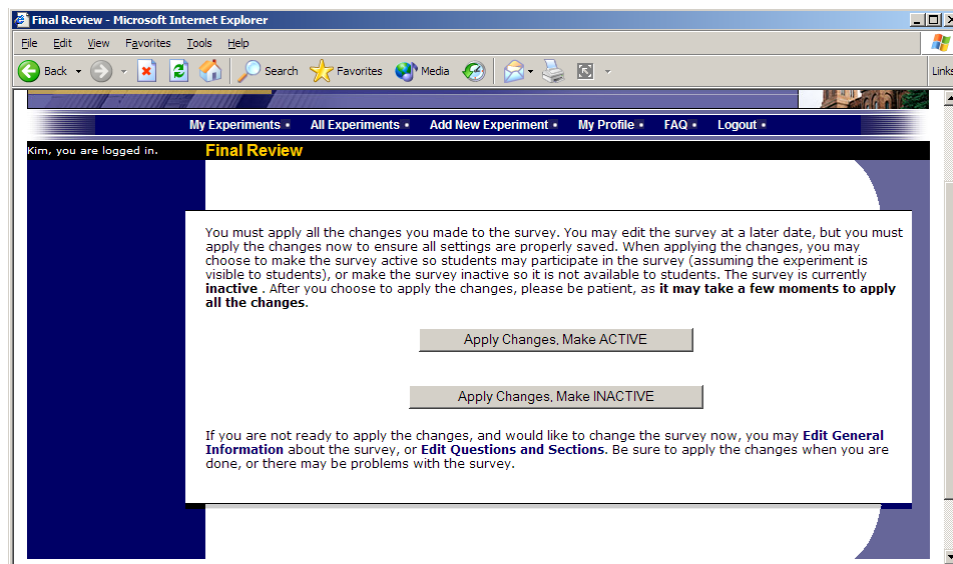 Final Review - Microsoft Internet Explorer
File Edit View Favorites Tools Help
Back Search Favorites Media Links
My Experiments All Experiments Add New Experiment My Profile FAQ Logout
Kim, you are logged in. Final Review
You must apply all the changes you made to the survey. You may edit the survey at a later date, but you must
apply the changes now to ensure all settings are properly saved. When applying the changes, you may
choose to make the survey active so students may participate in the survey (assuming the experiment is
visible to students), or make the survey inactive so it is not available to students. The survey is currently
inactive . After you choose to apply the changes, please be patient, as it may take a few moments to apply
all the changes.
Apply Changes, Make ACTIVE
Apply Changes, Make INACTIVE
If you are not ready to apply the changes, and would like to change the survey now, you may Edit General
Information about the survey, or Edit Questions and Sections. Be sure to apply the changes when you are
done, or there may be problems with the survey.